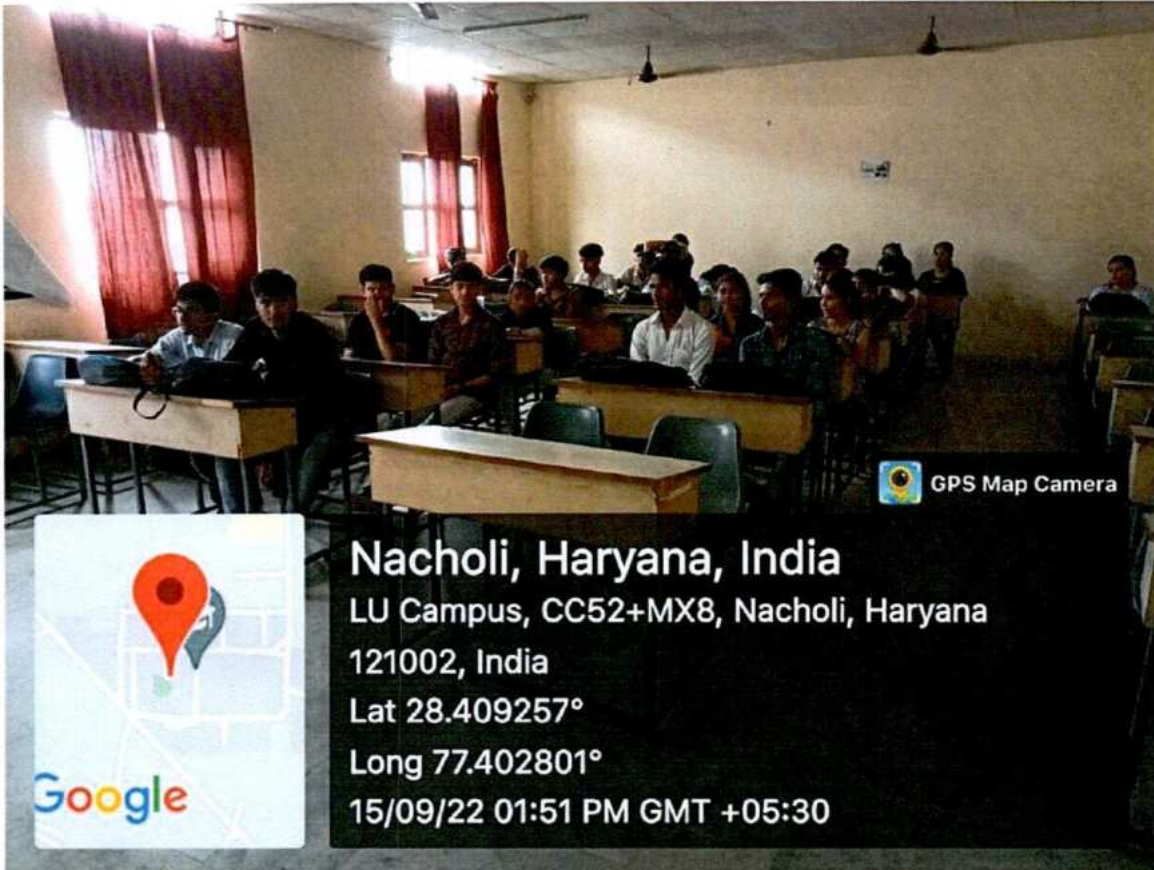 GPS Map Camera
Nacholi, Haryana, India
LU Campus, CC52+MX8, Nacholi, Haryana
121002, India
Lat 28.409257°
Long 77.402801°
15/09/22 01:51 PM GMT +05:30
Google